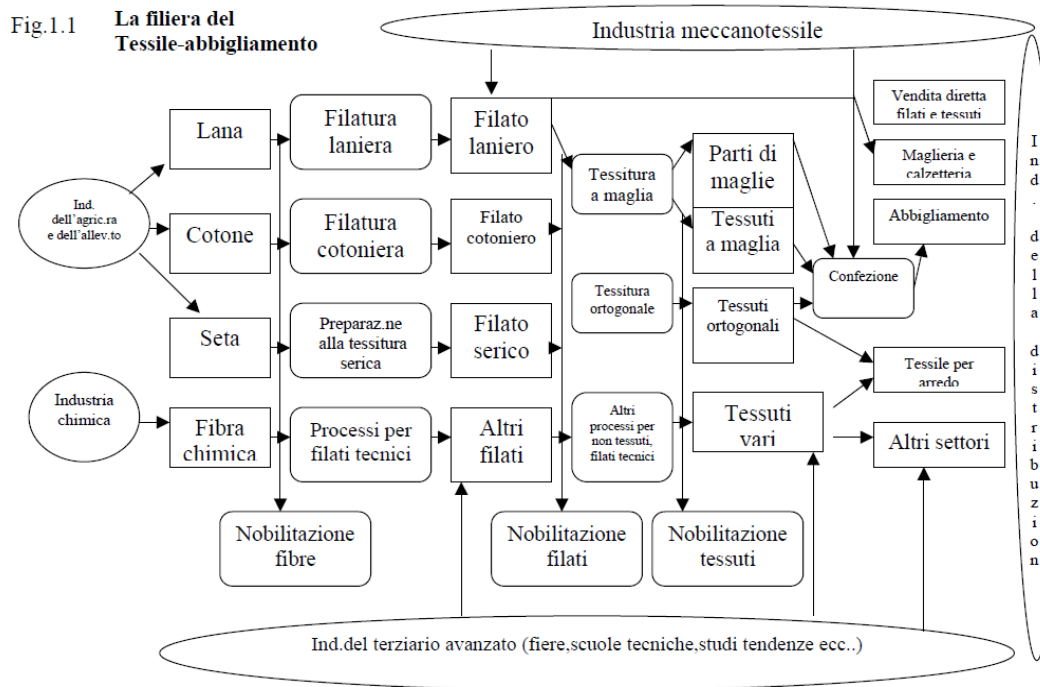 Fig.1.1
La filiera del
Tessile-abbigliamento
Industria meccanotessile
Lana
Filatura
laniera
Filato
laniero
Tessitura
a maglia
Parti di
maglie
Tessuti
a maglia
Vendita diretta
filati e tessuti
Maglieria e
calzetteria
Abbigliamento
Ind.
dell'agric.ra
e dell'allev.to
Cotone
Filatura
cotoniera
Filato
cotoniero
Confezione
Tessitura
ortogonale
Tessuti
ortogonali
Seta
Preparaz.ne
alla tessitura
serica
Filato
serico
Tessile per
arredo
Industria
chimica
Fibra
chimica
Processi per
filati tecnici
Altri
filati
Altri
processi per
non tessuti,
filati tecnici
Tessuti
vari
Altri settori
Nobilitazione
fibre
Nobilitazione
filati
Nobilitazione
tessuti
Ind.del terziario avanzato (fiere,scuole tecniche,studi tendenze ecc..)
Ind. della distribuzion